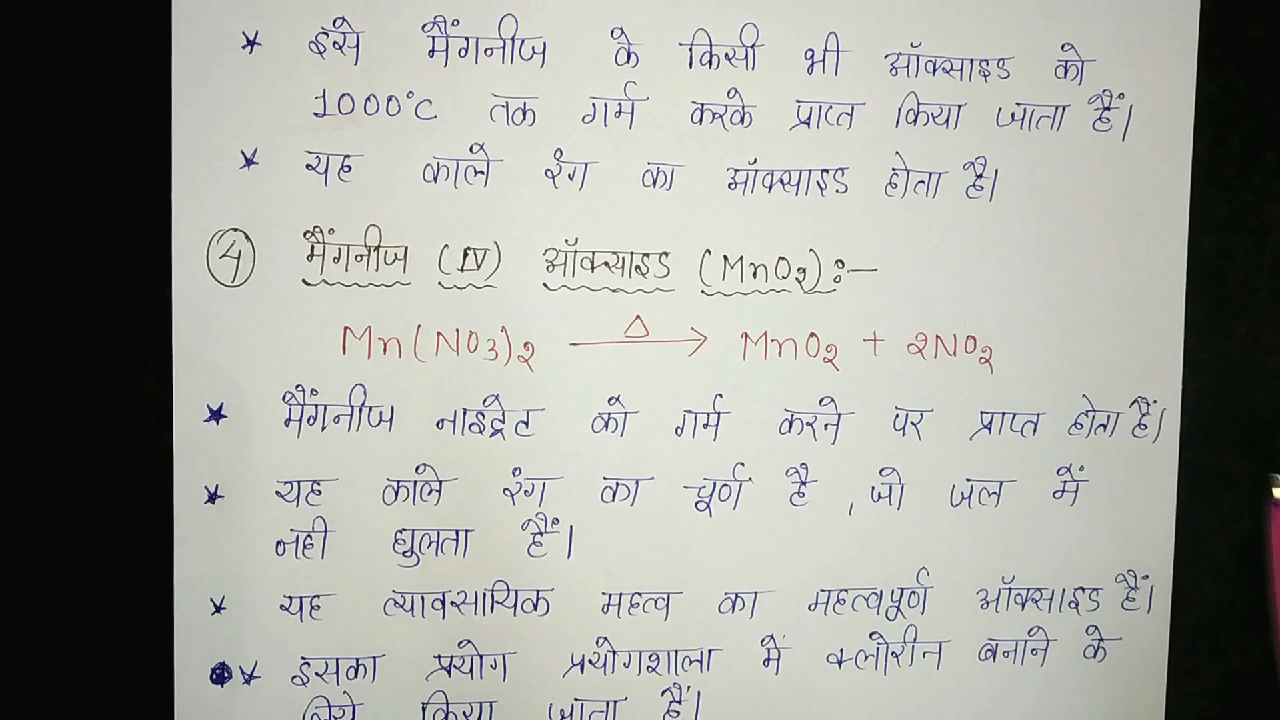 * इसे मैंगनीज के किसी भी ऑक्साइड को
1000°C तक गर्म करके प्राप्त किया जाता हैं।
* यह काले रंग का ऑक्साइड होता है।
④ मैंगनीज (IV) ऑक्साइड (MnO₂):—
Mn(NO₃)₂ —Δ→ MnO₂ + 2NO₂
* मैंगनीज नाइट्रेट को गर्म करने पर प्राप्त होता हैं।
* यह काले रंग का चूर्ण है , जो जल में
नही घुलता हैं।
* यह व्यावसायिक महत्व का महत्वपूर्ण ऑक्साइड हैं।
* इसका प्रयोग प्रयोगशाला में क्लोरीन बनाने के
लिये किया जाता हैं।